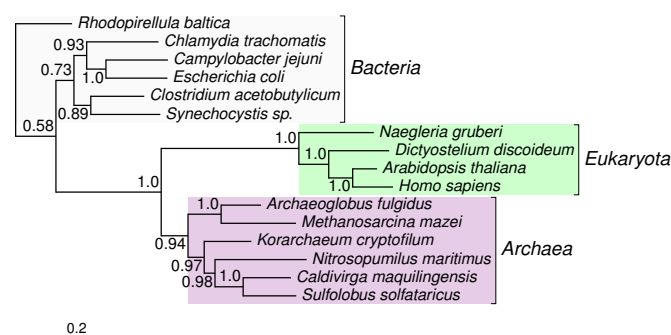 Rhodopirellula baltica
0.93
Chlamydia trachomatis
Campylobacter jejuni
0.73
1.0
Escherichia coli
Bacteria
Clostridium acetobutylicum
0.89
Synechocystis sp.
0.58
Naegleria gruberi
1.0
Dictyostelium discoideum
1.0
Arabidopsis thaliana
Eukaryota
1.0
Homo sapiens
1.0
1.0
Archaeoglobus fulgidus
Methanosarcina mazei
0.94
Korarchaeum cryptofilum
Archaea
0.97
Nitrosopumilus maritimus
0.98
1.0
Caldivirga maquilingensis
Sulfolobus solfataricus
0.2